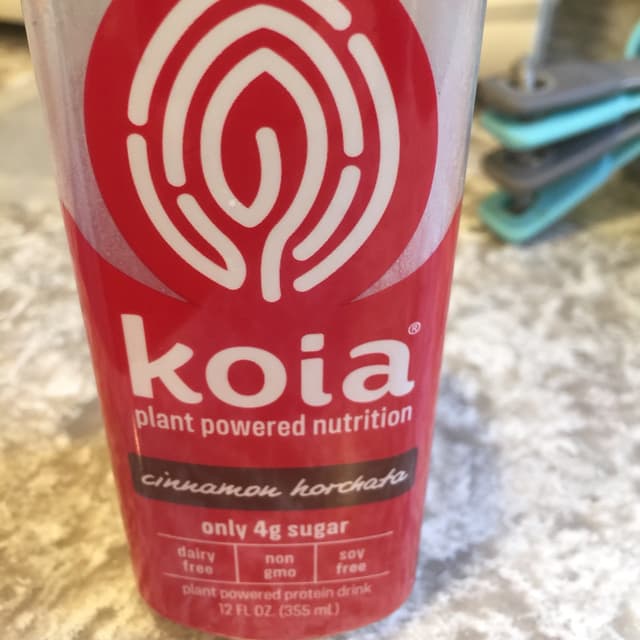 koia®
plant powered nutrition
cinnamon horchata
only 4g sugar
dairy free
non gmo
soy free
plant powered protein drink
12 FL OZ. (355 mL)